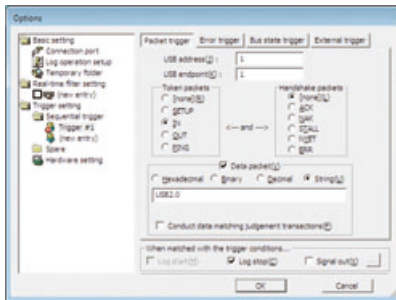 Options
Basic setting
Connection port
Log operation setup
Temporary folder
Real-time filter setting
(new entry)
Trigger setting
Sequential trigger
Trigger #1
(new entry)
Spare
Hardware setting
Packet trigger
Error trigger
Bus state trigger
External trigger
USB address(J) : 1
USB endpoint(K) : 1
Token packets
[none](R)
SETUP
IN
OUT
PING
<---and--->
Handshake packets
[none](L)
ACK
NAK
STALL
NYET
ERR
Data packet(V)
Hexadecimal
Binary
Decimal
String(U)
USB2.0
Conduct data matching judgement transactions(F)
When matched with the trigger conditions...
Log start(H)
Log stop(C)
Signal out(S)
...
OK
Cancel